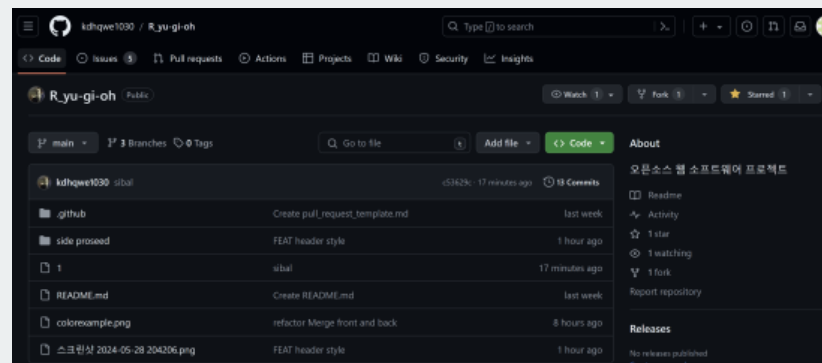 kdhqwe1030 / R_yu-gi-oh
Type / to search
Code Issues 5 Pull requests Actions Projects Wiki Security Insights
R_yu-gi-oh Public
Watch 1 Fork 1 Starred 1
main 3 Branches 0 Tags Go to file t Add file Code
kdhqwe1030 sibal c53629c · 17 minutes ago 13 Commits
.github Create pull_request_template.md last week
side proseed FEAT header style 1 hour ago
1 sibal 17 minutes ago
README.md Create README.md last week
colorexample.png refactor Merge front and back 8 hours ago
스크린샷 2024-05-28 204206.png FEAT header style 1 hour ago
About
오픈소스 웹 소프트웨어 프로젝트
Readme
Activity
1 star
1 watching
1 fork
Report repository
Releases
No releases published